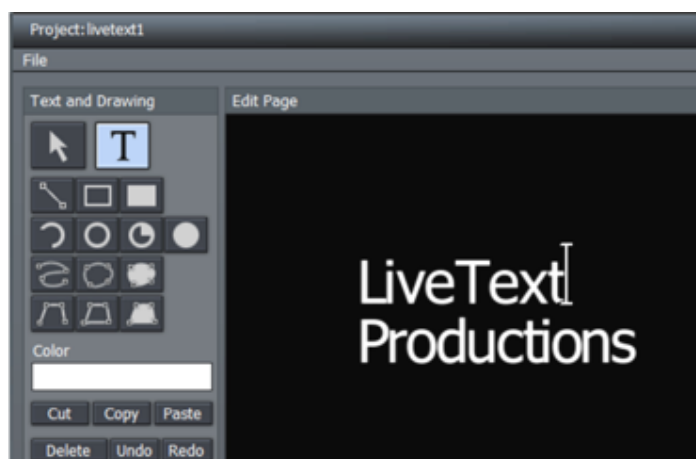 Project: livetext1
File
Text and Drawing
Edit Page
T
LiveText
Productions
Color
Cut Copy Paste
Delete Undo Redo